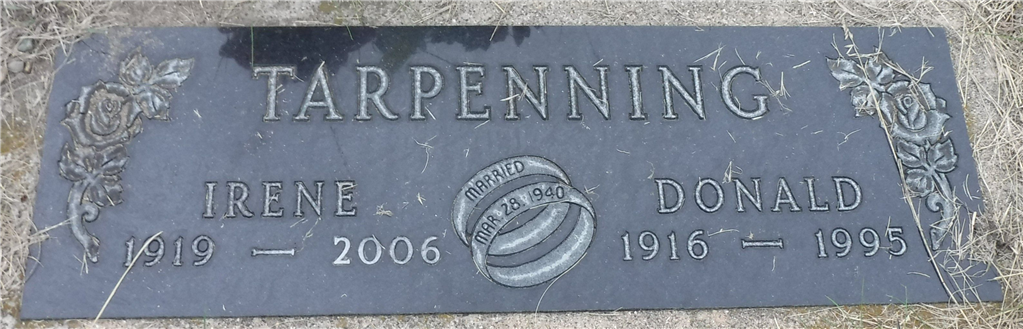 TARPENNING
IRENE
1919 — 2006
MARRIED
MAR. 28, 1940
DONALD
1916 — 1995